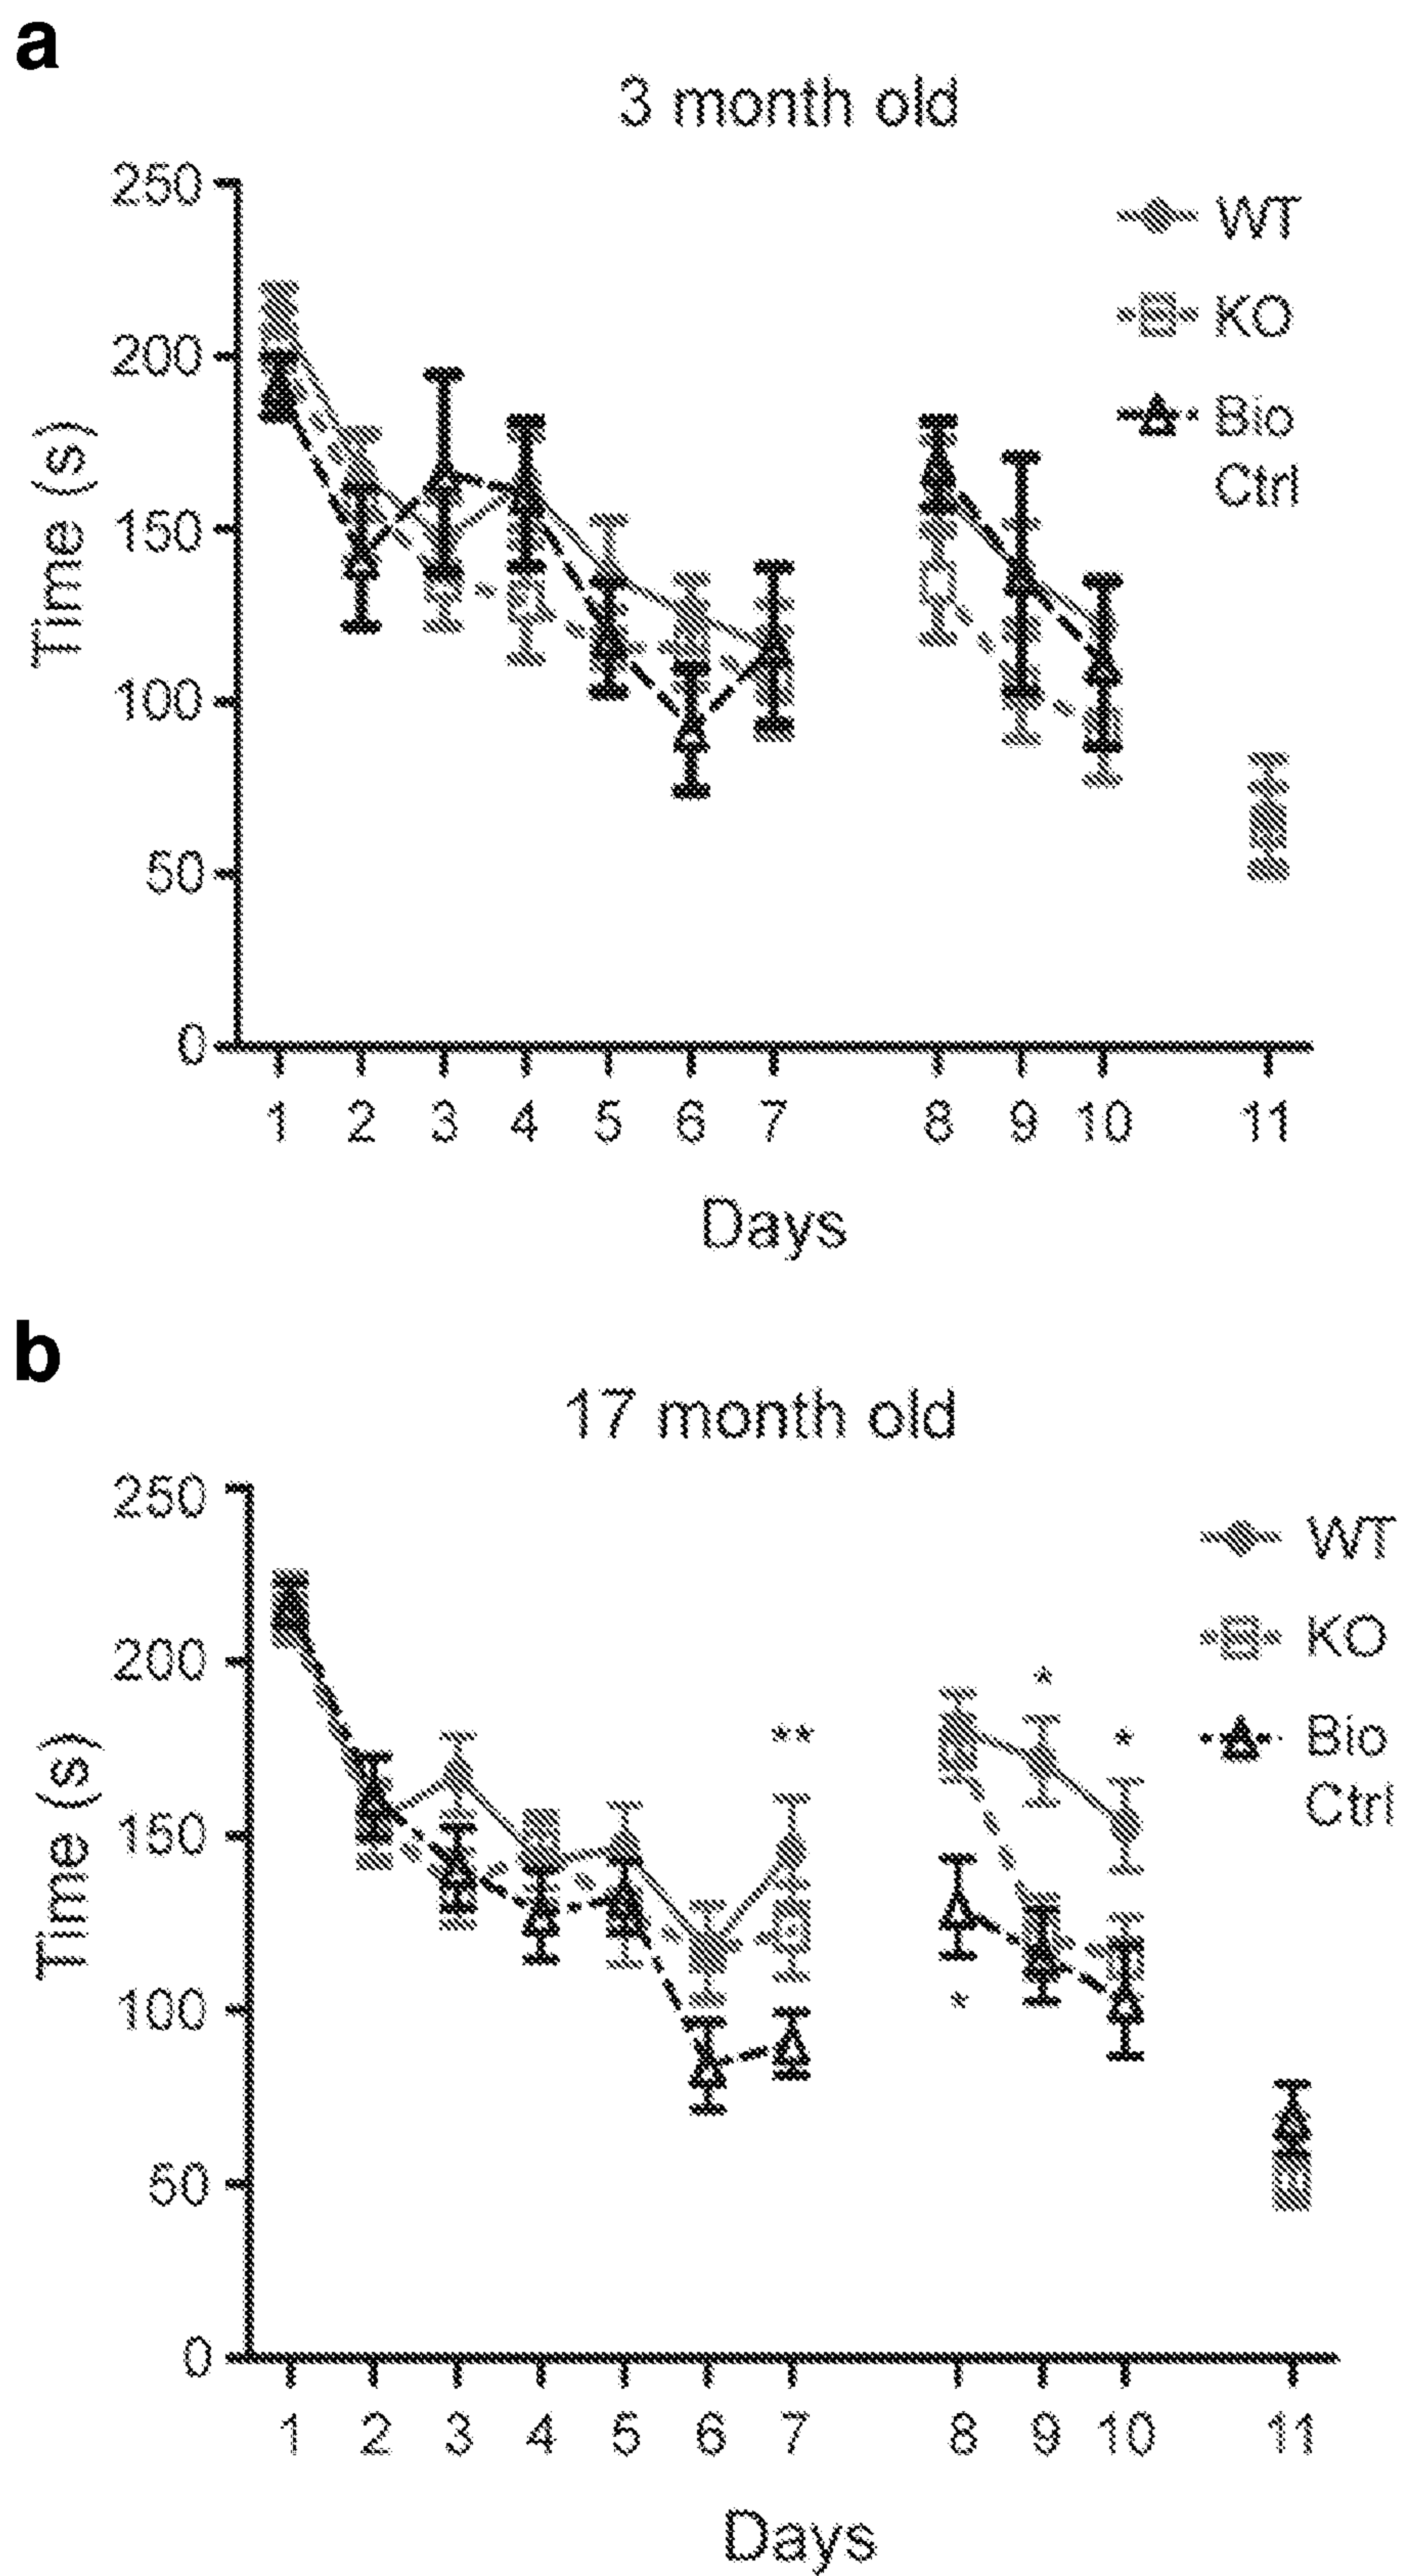 a
3 month old
250
200
150
100
50
0
Time (s)
WT
KO
Bio
Ctrl
1 2 3 4 5 6 7 8 9 10 11
Days
b
17 month old
250
200
150
100
50
0
Time (s)
WT
KO
Bio
Ctrl
**
*
*
*
1 2 3 4 5 6 7 8 9 10 11
Days